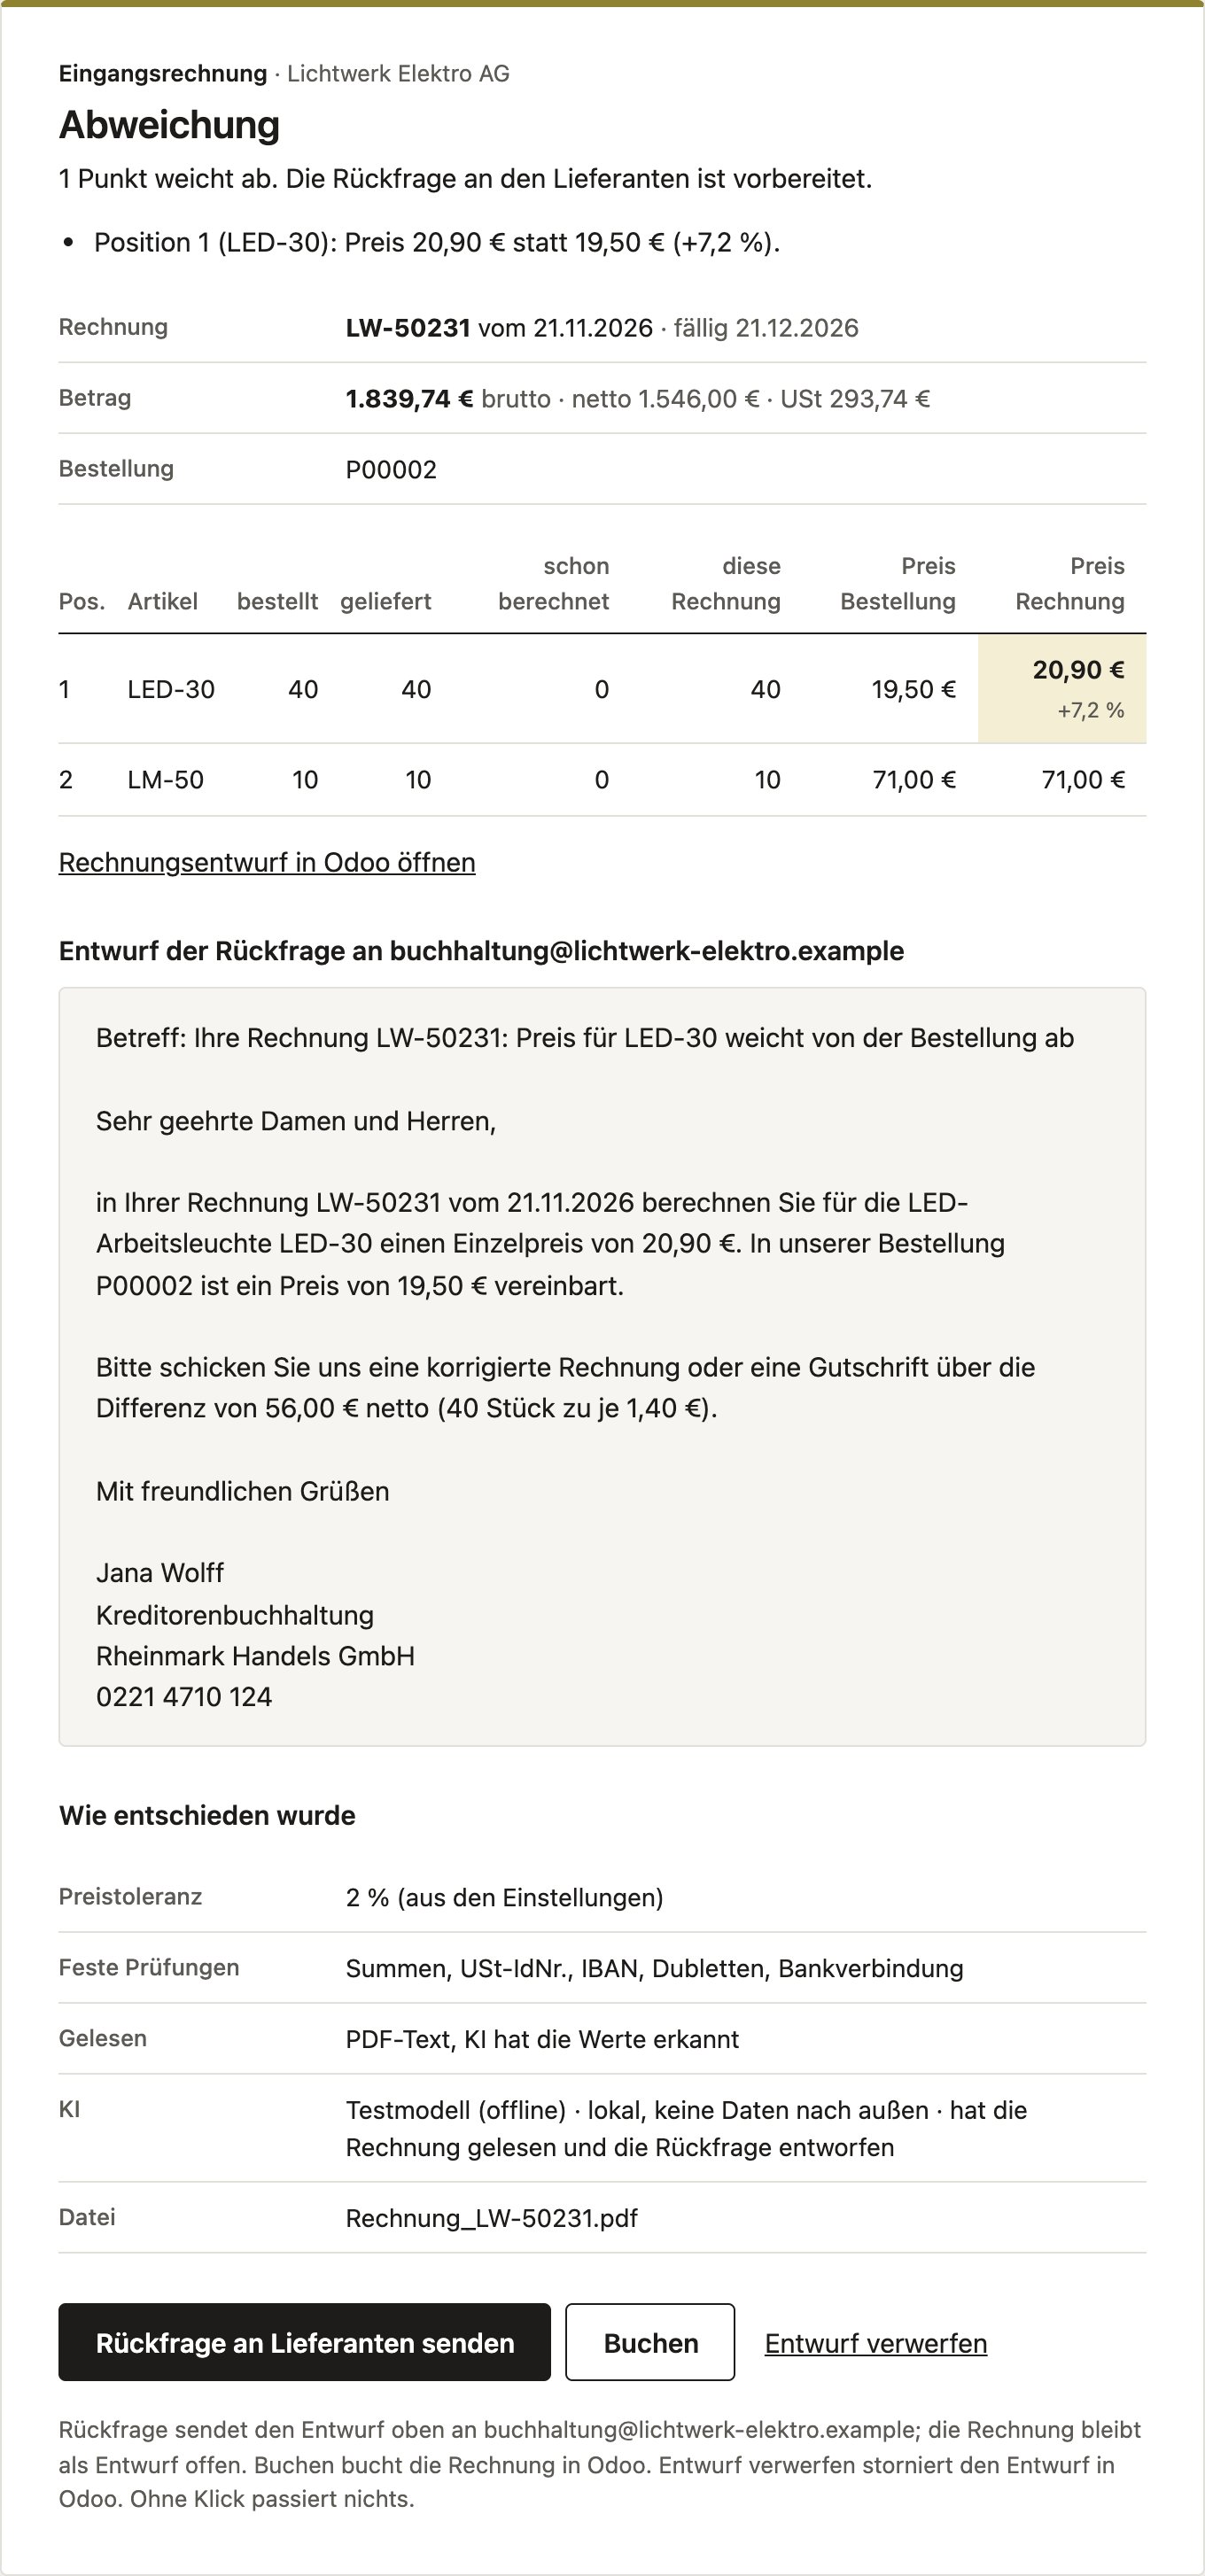 Eingangsrechnung · Lichtwerk Elektro AG
Abweichung
1 Punkt weicht ab. Die Rückfrage an den Lieferanten ist vorbereitet.
• Position 1 (LED-30): Preis 20,90 € statt 19,50 € (+7,2 %).
Rechnung LW-50231 vom 21.11.2026 · fällig 21.12.2026
Betrag 1.839,74 € brutto · netto 1.546,00 € · USt 293,74 €
Bestellung P00002
schon diese Preis Preis
Pos. Artikel bestellt geliefert berechnet Rechnung Bestellung Rechnung
1 LED-30 40 40 0 40 19,50 € 20,90 €
+7,2 %
2 LM-50 10 10 0 10 71,00 € 71,00 €
Rechnungsentwurf in Odoo öffnen
Entwurf der Rückfrage an buchhaltung@lichtwerk-elektro.example
Betreff: Ihre Rechnung LW-50231: Preis für LED-30 weicht von der Bestellung ab
Sehr geehrte Damen und Herren,
in Ihrer Rechnung LW-50231 vom 21.11.2026 berechnen Sie für die LED-
Arbeitsleuchte LED-30 einen Einzelpreis von 20,90 €. In unserer Bestellung
P00002 ist ein Preis von 19,50 € vereinbart.
Bitte schicken Sie uns eine korrigierte Rechnung oder eine Gutschrift über die
Differenz von 56,00 € netto (40 Stück zu je 1,40 €).
Mit freundlichen Grüßen
Jana Wolff
Kreditorenbuchhaltung
Rheinmark Handels GmbH
0221 4710 124
Wie entschieden wurde
Preistoleranz 2 % (aus den Einstellungen)
Feste Prüfungen Summen, USt-IdNr., IBAN, Dubletten, Bankverbindung
Gelesen PDF-Text, KI hat die Werte erkannt
KI Testmodell (offline) · lokal, keine Daten nach außen · hat die
Rechnung gelesen und die Rückfrage entworfen
Datei Rechnung_LW-50231.pdf
Rückfrage an Lieferanten senden Buchen Entwurf verwerfen
Rückfrage sendet den Entwurf oben an buchhaltung@lichtwerk-elektro.example; die Rechnung bleibt
als Entwurf offen. Buchen bucht die Rechnung in Odoo. Entwurf verwerfen storniert den Entwurf in
Odoo. Ohne Klick passiert nichts.